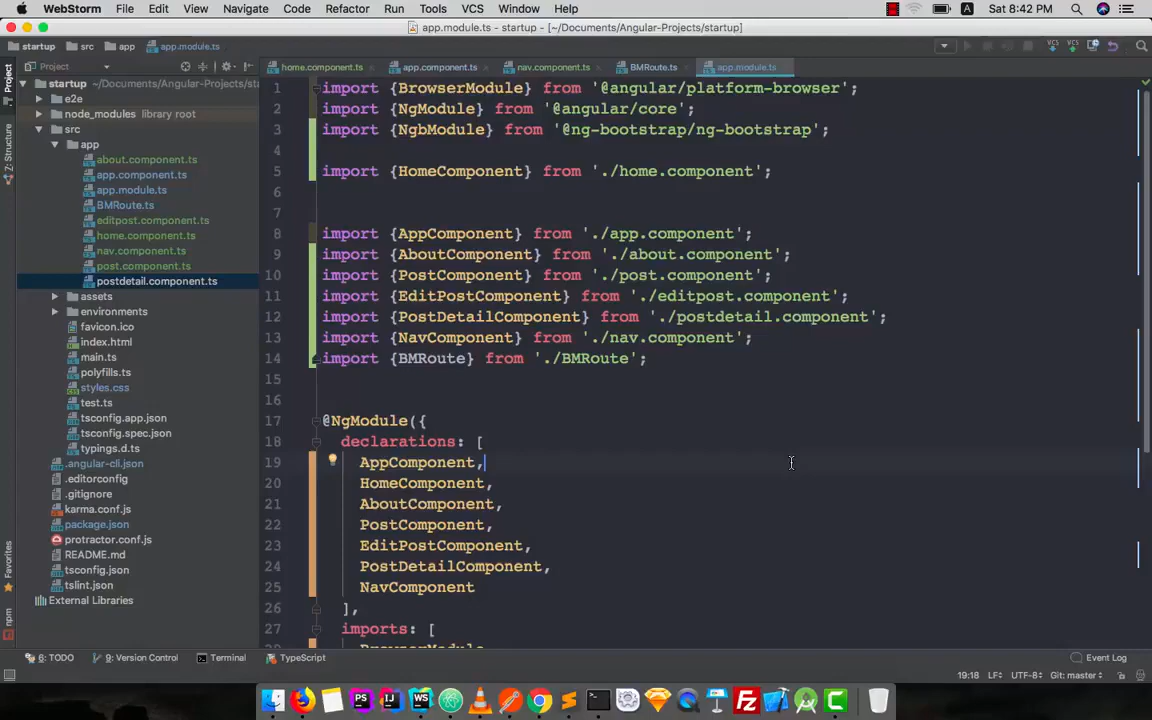 WebStorm File Edit View Navigate Code Refactor Run Tools VCS Window Help A Sat 8:42 PM
app.module.ts - startup - [~/Documents/Angular-Projects/startup]
startup src app app.module.ts
Project home.component.ts app.component.ts nav.component.ts BMRoute.ts app.module.ts
startup ~/Documents/Angular-Projects/sta
e2e
node_modules library root
src
app
about.component.ts
app.component.ts
app.module.ts
BMRoute.ts
editpost.component.ts
home.component.ts
nav.component.ts
post.component.ts
postdetail.component.ts
assets
environments
favicon.ico
index.html
main.ts
polyfills.ts
styles.css
test.ts
tsconfig.app.json
tsconfig.spec.json
typings.d.ts
.angular-cli.json
.editorconfig
.gitignore
karma.conf.js
package.json
protractor.conf.js
README.md
tsconfig.json
tslint.json
External Libraries
1: Project
7: Structure
2: Favorites
npm
1 import {BrowserModule} from '@angular/platform-browser';
2 import {NgModule} from '@angular/core';
3 import {NgbModule} from '@ng-bootstrap/ng-bootstrap';
4
5 import {HomeComponent} from './home.component';
6
7
8 import {AppComponent} from './app.component';
9 import {AboutComponent} from './about.component';
10 import {PostComponent} from './post.component';
11 import {EditPostComponent} from './editpost.component';
12 import {PostDetailComponent} from './postdetail.component';
13 import {NavComponent} from './nav.component';
14 import {BMRoute} from './BMRoute';
15
16
17 @NgModule({
18 declarations: [
19 AppComponent,
20 HomeComponent,
21 AboutComponent,
22 PostComponent,
23 EditPostComponent,
24 PostDetailComponent,
25 NavComponent
26 ],
27 imports: [
BrowserModule
6: TODO 9: Version Control Terminal TypeScript Event Log
19:18 LF÷ UTF-8÷ Git: master÷